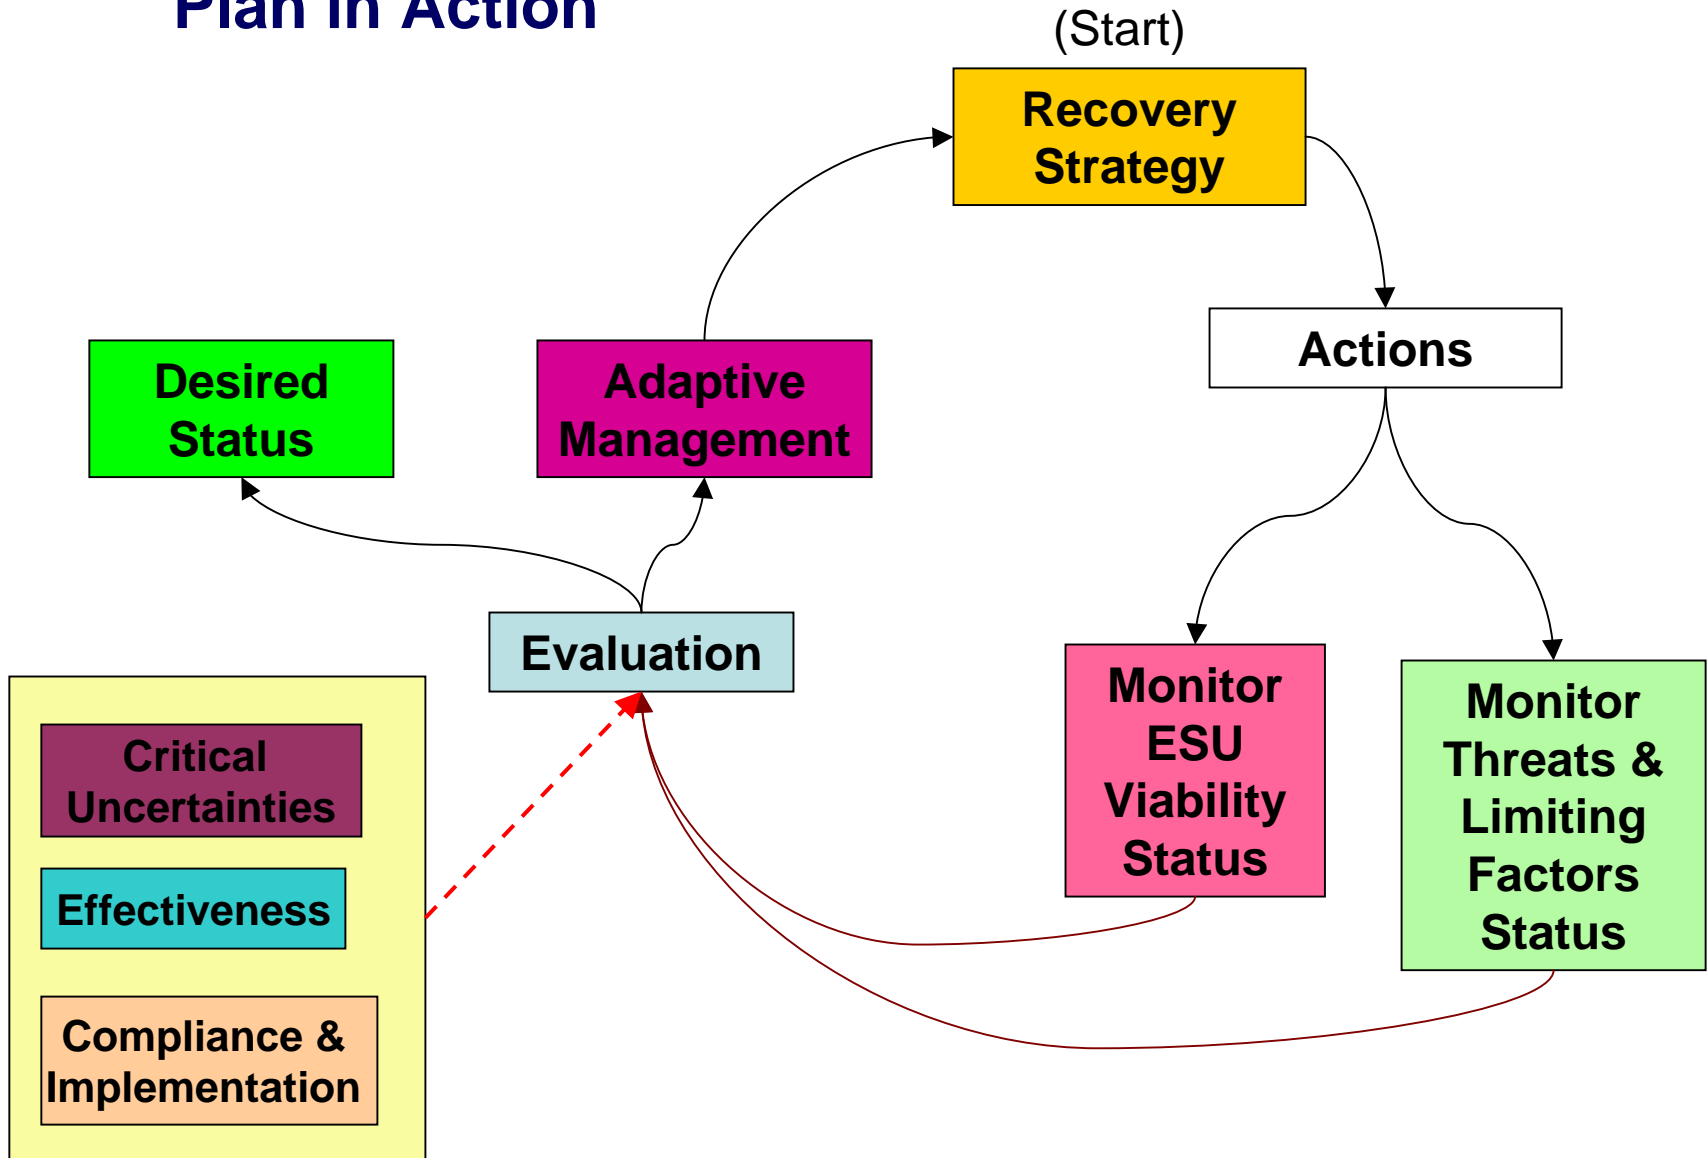 Plan in Action
(Start)
Recovery
Strategy
Actions
Desired
Status
Adaptive
Management
Evaluation
Monitor
ESU
Viability
Status
Monitor
Threats &
Limiting
Factors
Status
Critical
Uncertainties
Effectiveness
Compliance &
Implementation